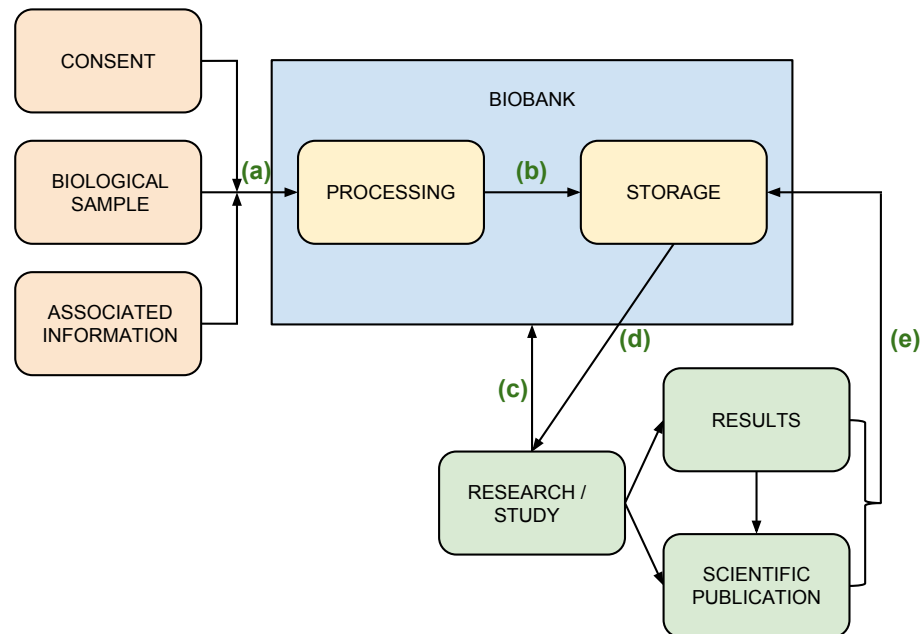 CONSENT
BIOBANK
(a)
BIOLOGICAL
SAMPLE
PROCESSING
(b)
STORAGE
ASSOCIATED
INFORMATION
(d)
(e)
(c)
RESULTS
RESEARCH /
STUDY
SCIENTIFIC
PUBLICATION